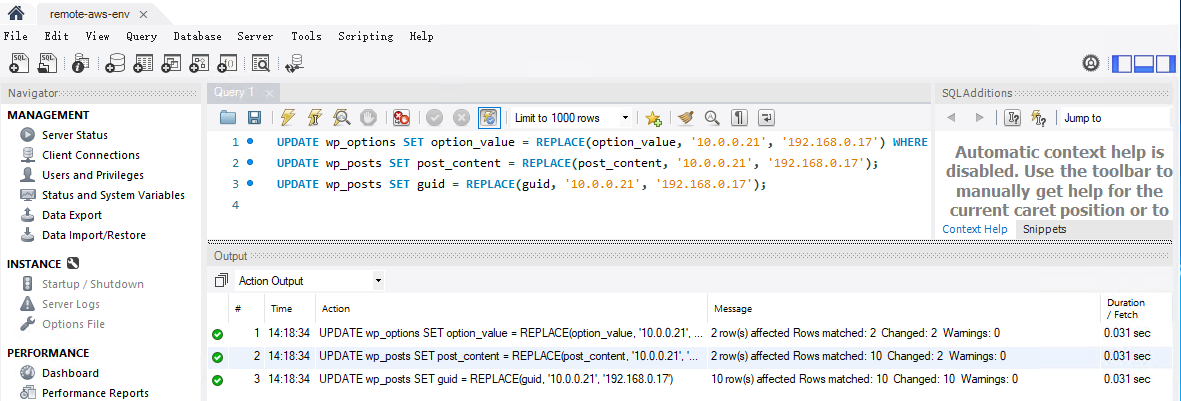 remote-aws-env
File Edit View Query Database Server Tools Scripting Help
Navigator
MANAGEMENT
Server Status
Client Connections
Users and Privileges
Status and System Variables
Data Export
Data Import/Restore
INSTANCE
Startup / Shutdown
Server Logs
Options File
PERFORMANCE
Dashboard
Performance Reports
Query 1
Limit to 1000 rows
1 UPDATE wp_options SET option_value = REPLACE(option_value, '10.0.0.21', '192.168.0.17') WHERE
2 UPDATE wp_posts SET post_content = REPLACE(post_content, '10.0.0.21', '192.168.0.17');
3 UPDATE wp_posts SET guid = REPLACE(guid, '10.0.0.21', '192.168.0.17');
4
SQLAdditions
Jump to
Automatic context help is
disabled. Use the toolbar to
manually get help for the
current caret position or to
Context Help Snippets
Output
Action Output
# Time Action Message Duration / Fetch
1 14:18:34 UPDATE wp_options SET option_value = REPLACE(option_value, '10.0.0.21', ... 2 row(s) affected Rows matched: 2 Changed: 2 Warnings: 0 0.031 sec
2 14:18:34 UPDATE wp_posts SET post_content = REPLACE(post_content, '10.0.0.21', '... 2 row(s) affected Rows matched: 10 Changed: 2 Warnings: 0 0.031 sec
3 14:18:34 UPDATE wp_posts SET guid = REPLACE(guid, '10.0.0.21', '192.168.0.17') 10 row(s) affected Rows matched: 10 Changed: 10 Warnings: 0 0.031 sec